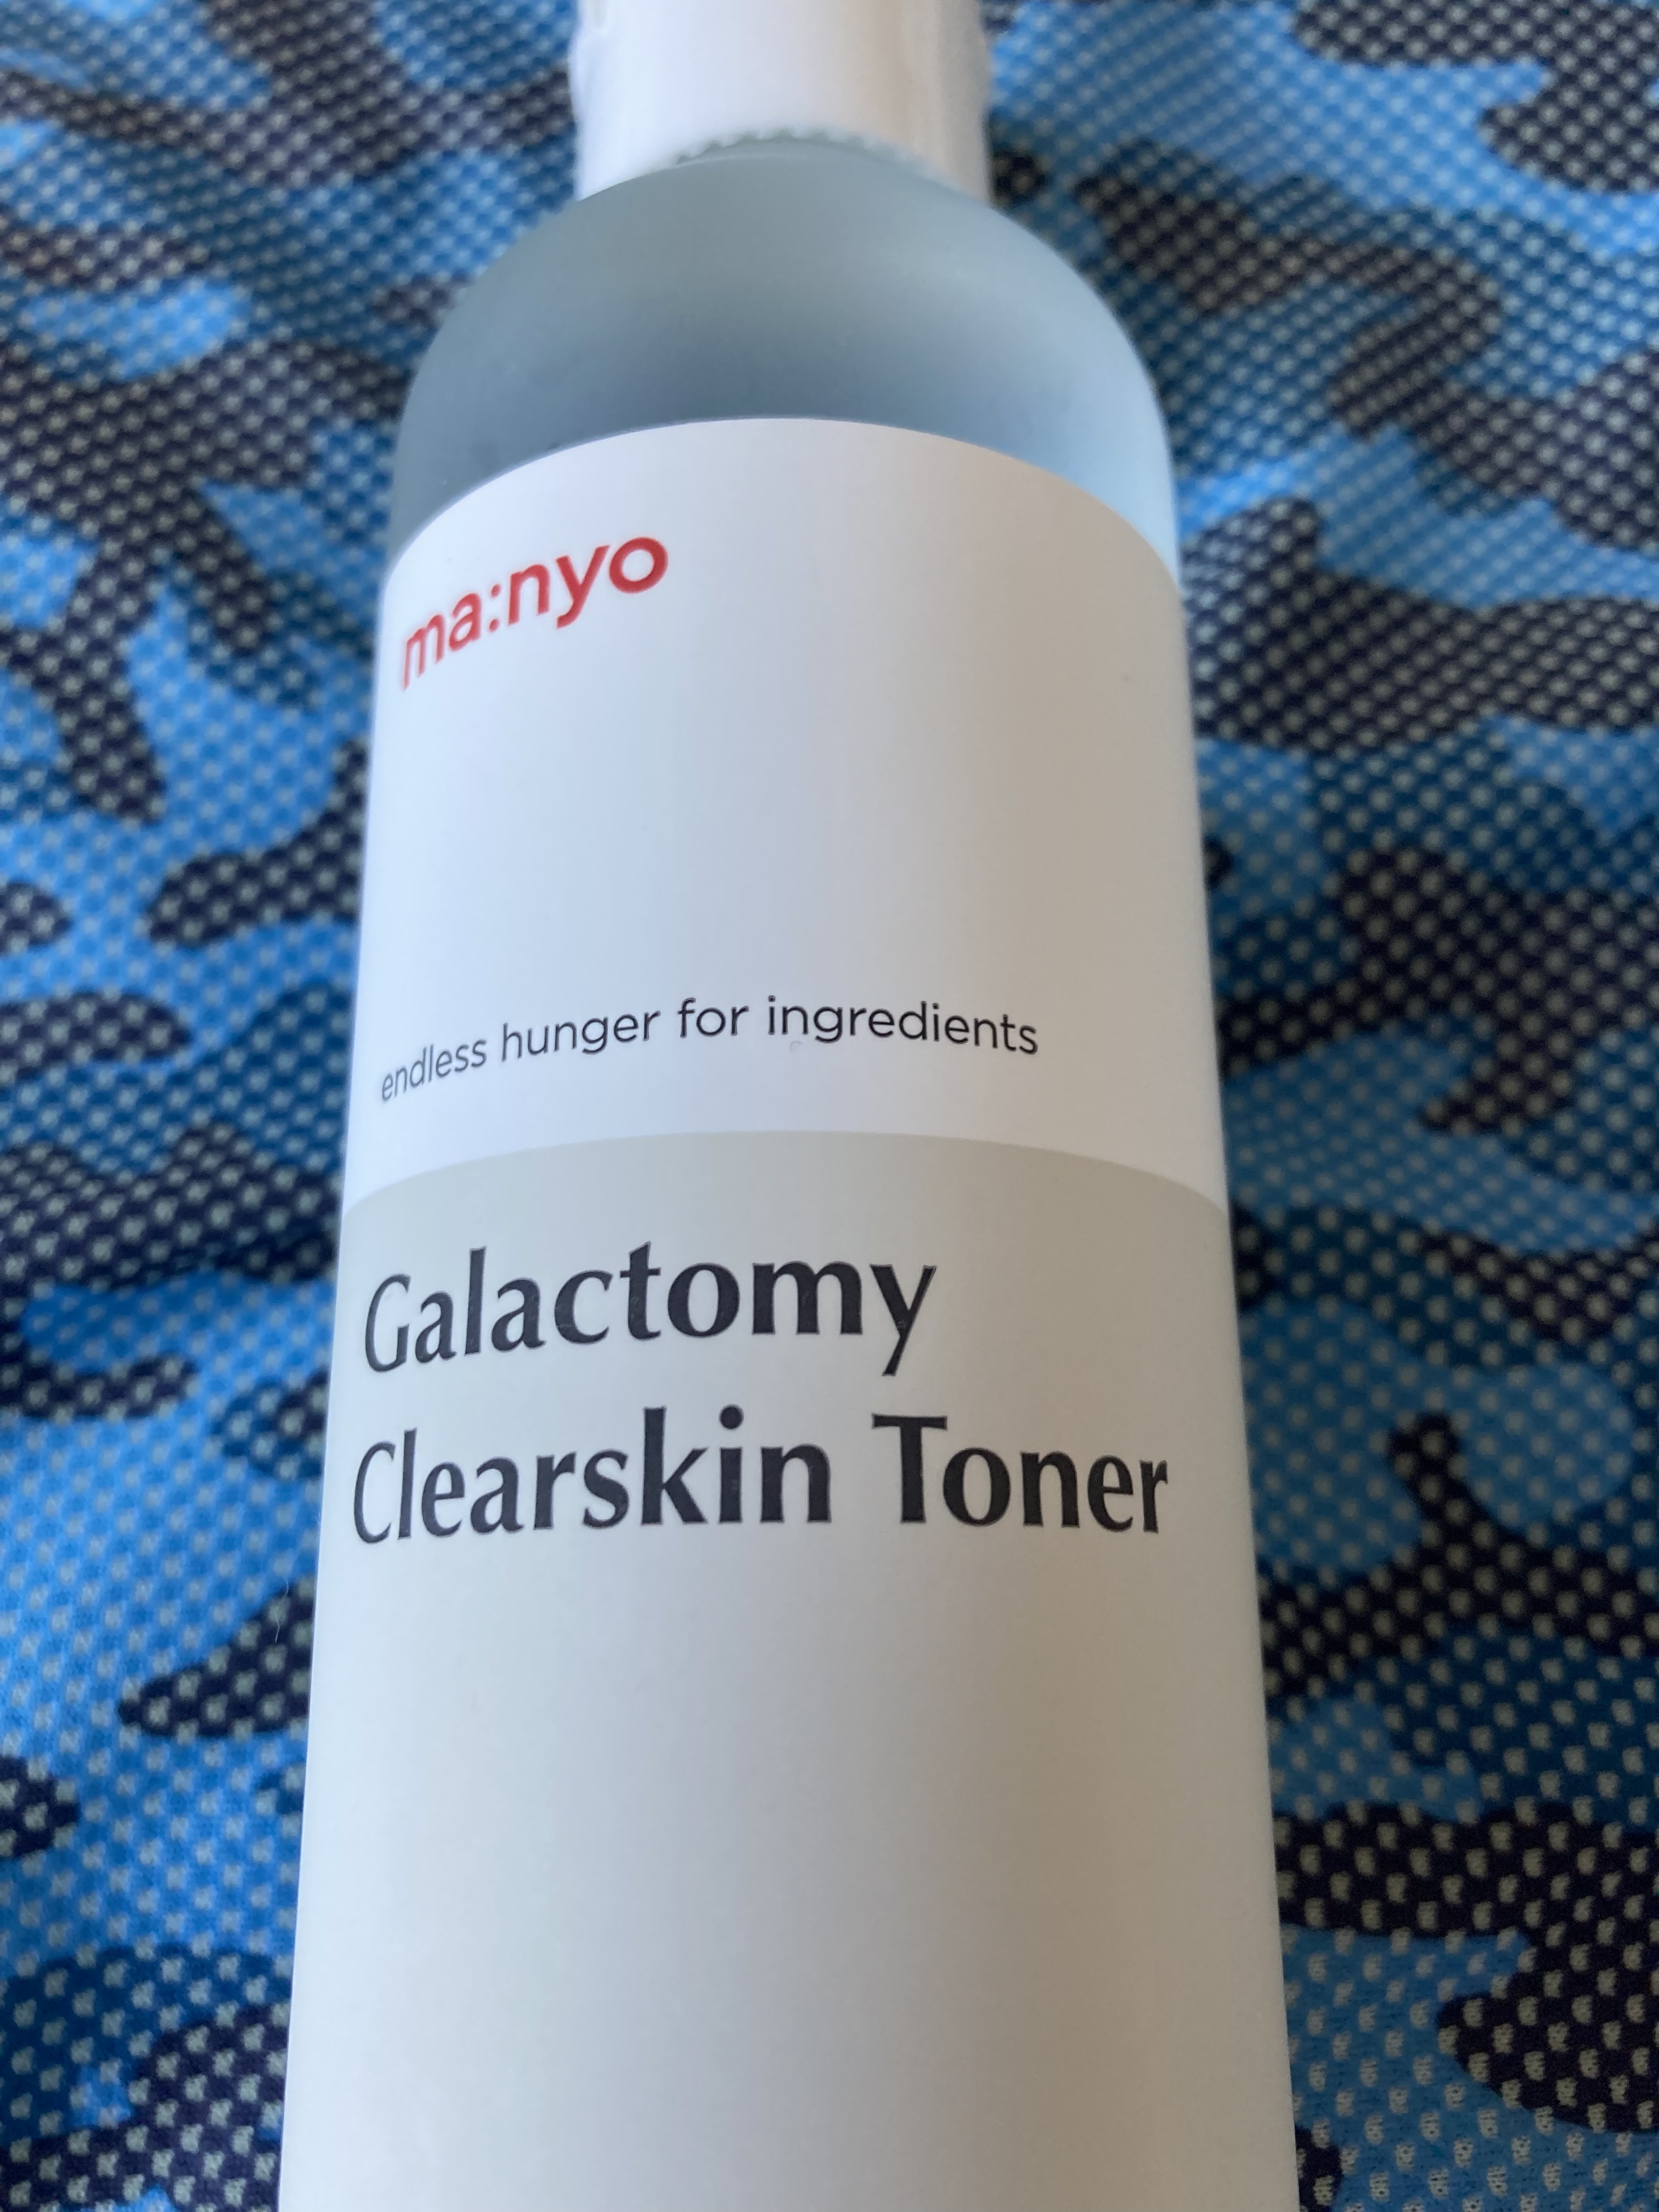 ma:nyo
endless hunger for ingredients
Galactomy
Clearskin Toner